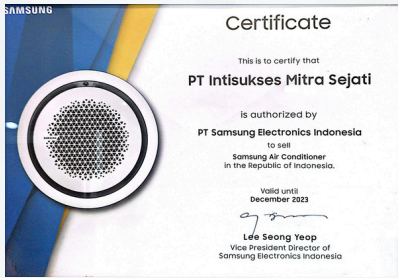 SAMSUNG
Certificate
This is to certify that
PT Intisukses Mitra Sejati
is authorized by
PT Samsung Electronics Indonesia
to sell
Samsung Air Conditioner
in the Republic of Indonesia.
Valid until
December 2023
Lee Seong Yeop
Vice President Director of
Samsung Electronics Indonesia